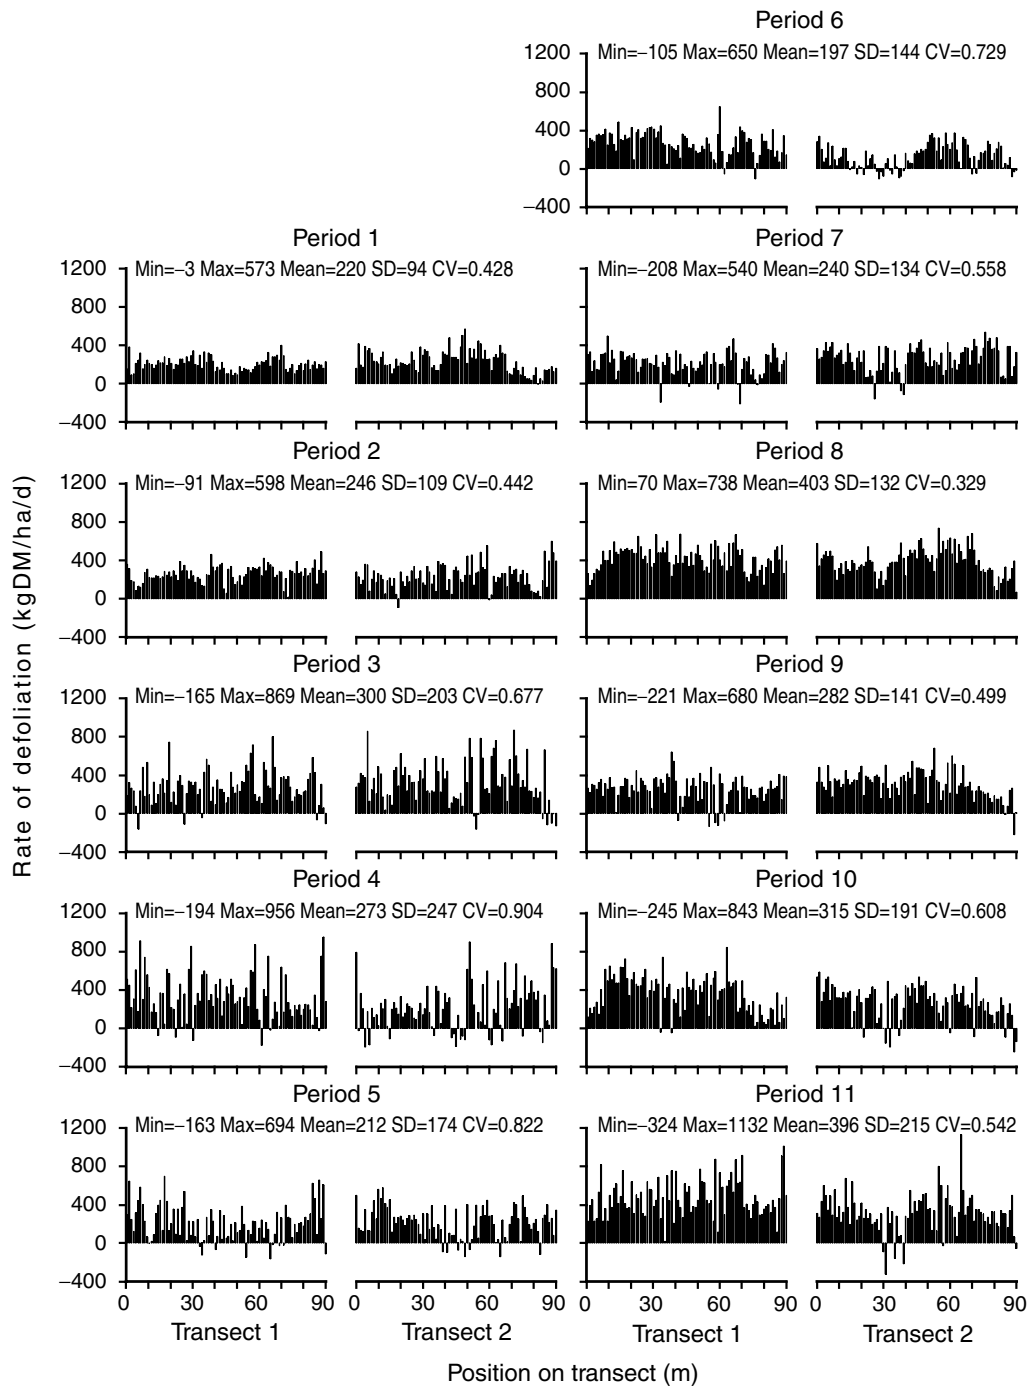 Period 6
1200
Min=−105 Max=650 Mean=197 SD=144 CV=0.729
800
400
0
−400
Period 1
1200
Min=−3 Max=573 Mean=220 SD=94 CV=0.428
800
400
0
−400
Period 7
Min=−208 Max=540 Mean=240 SD=134 CV=0.558
Period 2
1200
Min=−91 Max=598 Mean=246 SD=109 CV=0.442
800
400
0
−400
Period 8
Min=70 Max=738 Mean=403 SD=132 CV=0.329
Period 3
1200
Min=−165 Max=869 Mean=300 SD=203 CV=0.677
800
400
0
−400
Period 9
Min=−221 Max=680 Mean=282 SD=141 CV=0.499
Period 4
1200
Min=−194 Max=956 Mean=273 SD=247 CV=0.904
800
400
0
−400
Period 10
Min=−245 Max=843 Mean=315 SD=191 CV=0.608
Period 5
1200
Min=−163 Max=694 Mean=212 SD=174 CV=0.822
800
400
0
−400
Period 11
Min=−324 Max=1132 Mean=396 SD=215 CV=0.542
0 30 60 90 0 30 60 90 0 30 60 90 0 30 60 90
Transect 1 Transect 2 Transect 1 Transect 2
Position on transect (m)
Rate of defoliation (kgDM/ha/d)